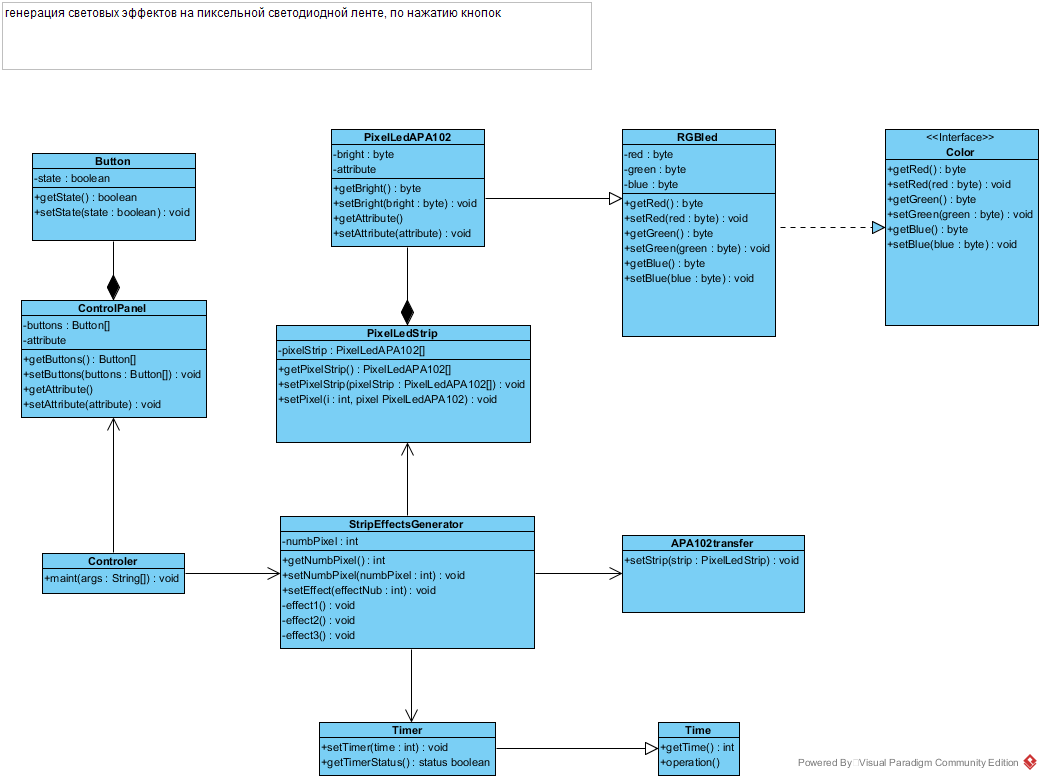 генерация световых эффектов на пиксельной светодиодной ленте, по нажатию кнопок
Button
-state : boolean
+getState() : boolean
+setState(state : boolean) : void
PixelLedAPA102
-bright : byte
-attribute
+getBright() : byte
+setBright(bright : byte) : void
+getAttribute()
+setAttribute(attribute) : void
RGBled
-red : byte
-green : byte
-blue : byte
+getRed() : byte
+setRed(red : byte) : void
+getGreen() : byte
+setGreen(green : byte) : void
+getBlue() : byte
+setBlue(blue : byte) : void
<<Interface>>
Color
+getRed() : byte
+setRed(red : byte) : void
+getGreen() : byte
+setGreen(green : byte) : void
+getBlue() : byte
+setBlue(blue : byte) : void
ControlPanel
-buttons : Button[]
-attribute
+getButtons() : Button[]
+setButtons(buttons : Button[]) : void
+getAttribute()
+setAttribute(attribute) : void
PixelLedStrip
-pixelStrip : PixelLedAPA102[]
+getPixelStrip() : PixelLedAPA102[]
+setPixelStrip(pixelStrip : PixelLedAPA102[]) : void
+setPixel(i : int, pixel PixelLedAPA102) : void
Controler
+maint(args : String[]) : void
StripEffectsGenerator
-numbPixel : int
+getNumbPixel() : int
+setNumbPixel(numbPixel : int) : void
+setEffect(effectNub : int) : void
-effect1() : void
-effect2() : void
-effect3() : void
APA102transfer
+setStrip(strip : PixelLedStrip) : void
Timer
+setTimer(time : int) : void
+getTimerStatus() : status boolean
Time
+getTime() : int
+operation()
Powered By Visual Paradigm Community Edition